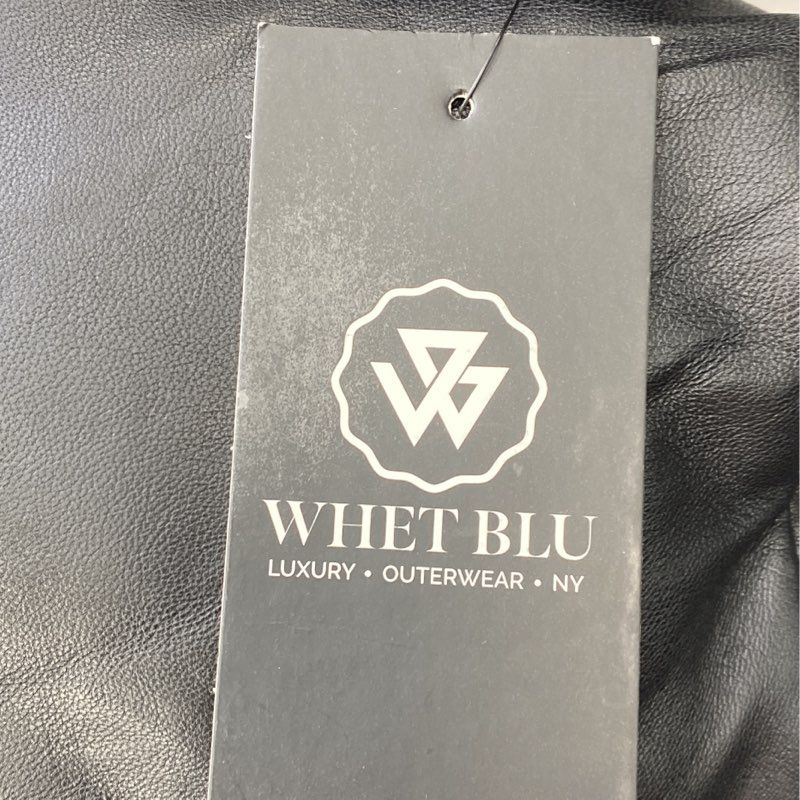 WHET BLU
LUXURY • OUTERWEAR • NY